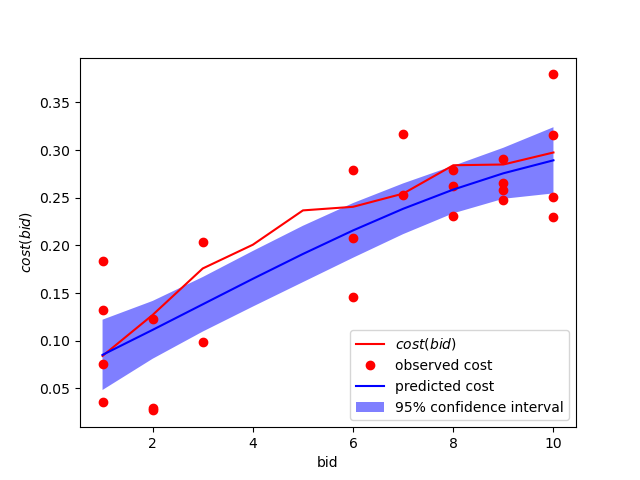 0.35
0.30
0.25
0.20
0.15
0.10
0.05
cost(bid)
2
4
6
8
10
bid
cost(bid)
observed cost
predicted cost
95% confidence interval